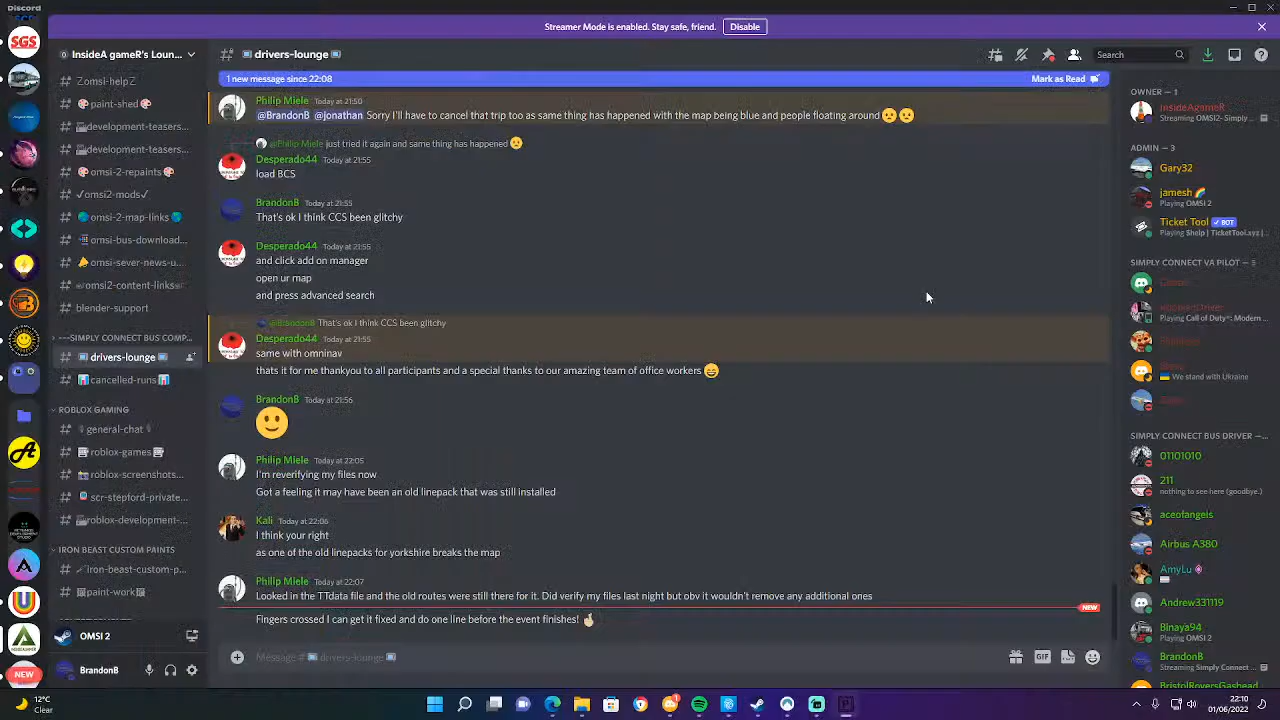 Discord
Streamer Mode is enabled. Stay safe, friend.
Disable
SGS
InsideA gameR's Loun...
drivers-lounge
Search
1 new message since 22:08
Mark as Read
Zomsi-helpZ
paint-shed
development-teasers...
development-teasers...
omsi-2-repaints
omsi2-mods
omsi-2-map-links
omsi-bus-download...
omsi-sever-news-u...
omsi2-content-links
blender-support
---SIMPLY CONNECT BUS COMP...
drivers-lounge
cancelled-runs
ROBLOX GAMING
general-chat
roblox-games
roblox-screenshots...
scr-stepford-private...
roblox-development-...
IRON BEAST CUSTOM PAINTS
iron-beast-custom-p...
paint-work
OMSI 2
BrandonB
NEW
Philip Miele Today at 21:50
@BrandonB @jonathan Sorry I'll have to cancel that trip too as same thing has happened with the map being blue and people floating around
@Philip Miele just tried it again and same thing has happened
Desperado44 Today at 21:55
load BCS
BrandonB Today at 21:55
That's ok I think CCS been glitchy
Desperado44 Today at 21:55
and click add on manager
open ur map
and press advanced search
@BrandonB That's ok I think CCS been glitchy
Desperado44 Today at 21:55
same with omninav
thats it for me thankyou to all participants and a special thanks to our amazing team of office workers
BrandonB Today at 21:56
Philip Miele Today at 22:05
I'm reverifying my files now
Got a feeling it may have been an old linepack that was still installed
Kali Today at 22:06
I think your right
as one of the old linepacks for yorkshire breaks the map
Philip Miele Today at 22:07
Looked in the TTdata file and the old routes were still there for it. Did verify my files last night but obv it wouldn't remove any additional ones
NEW
Fingers crossed I can get it fixed and do one line before the event finishes!
Message # drivers-lounge
GIF
OWNER — 1
InsideAgameR
Streaming OMSI2- Simply...
ADMIN — 3
Gary32
jamesh
Playing OMSI 2
Ticket Tool ✓ BOT
Playing $help | TicketTool.xyz |...
SIMPLY CONNECT VA PILOT — 5
Playing Call of Duty®: Modern...
We stand with Ukraine
SIMPLY CONNECT BUS DRIVER —...
01101010
211
nothing to see here (goodbye.)
aceofangels
Airbus A380
AmyLu
Andrew331119
Binaya94
Playing OMSI 2
BrandonB
Streaming Simply Connect ...
BristolRoversGashead
12°C
Clear
22:10
01/06/2022